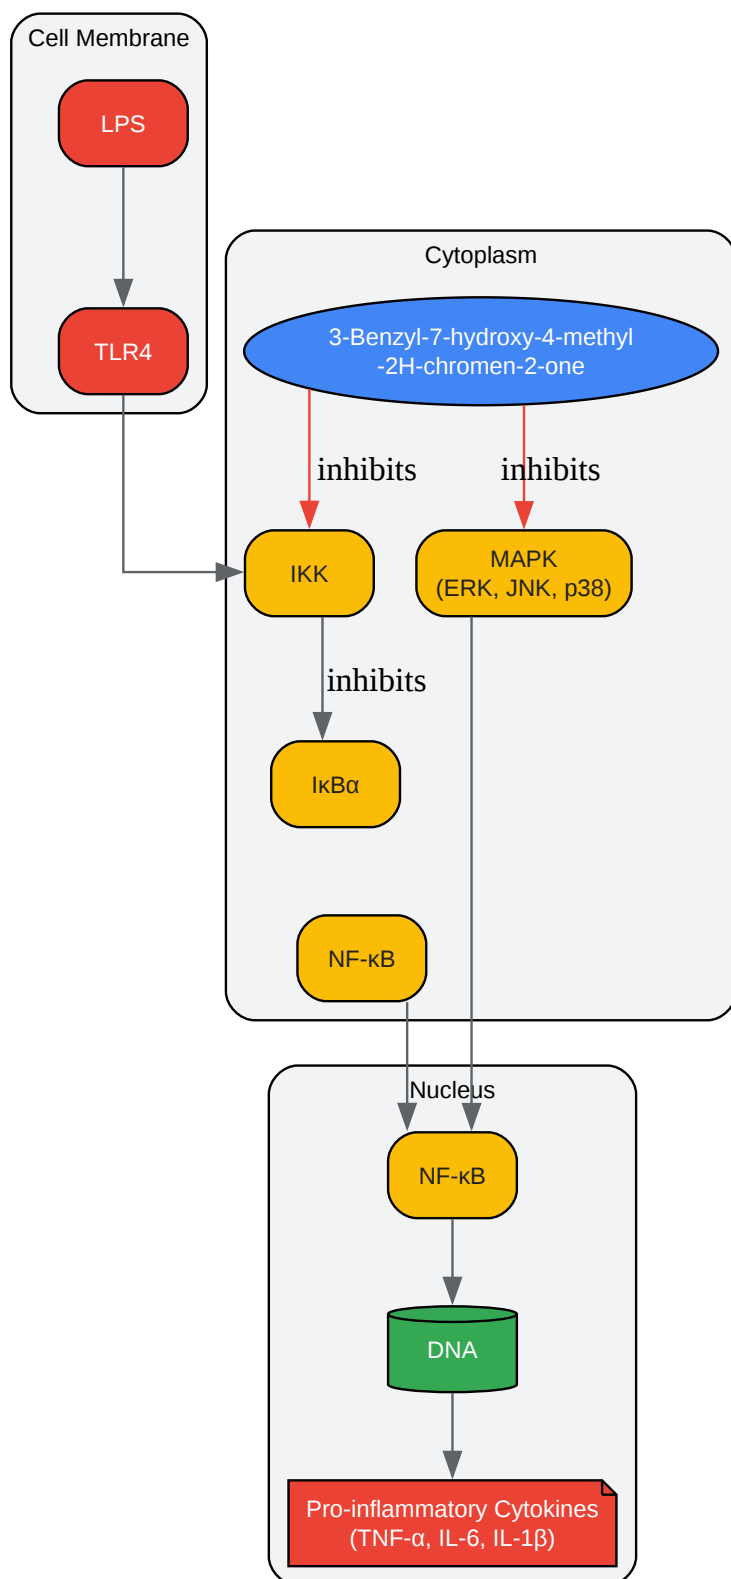 Cell Membrane
LPS
TLR4
Cytoplasm
3-Benzyl-7-hydroxy-4-methyl
-2H-chromen-2-one
inhibits
inhibits
IKK
MAPK
(ERK, JNK, p38)
inhibits
IκBα
NF-κB
Nucleus
NF-κB
DNA
Pro-inflammatory Cytokines
(TNF-α, IL-6, IL-1β)